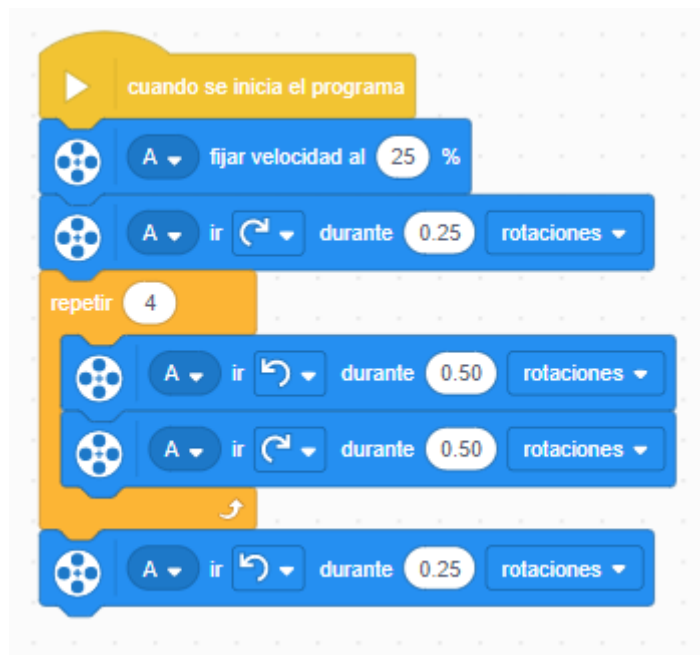 cuando se inicia el programa
A fijar velocidad al 25 %
A ir durante 0.25 rotaciones
repetir 4
A ir durante 0.50 rotaciones
A ir durante 0.50 rotaciones
A ir durante 0.25 rotaciones